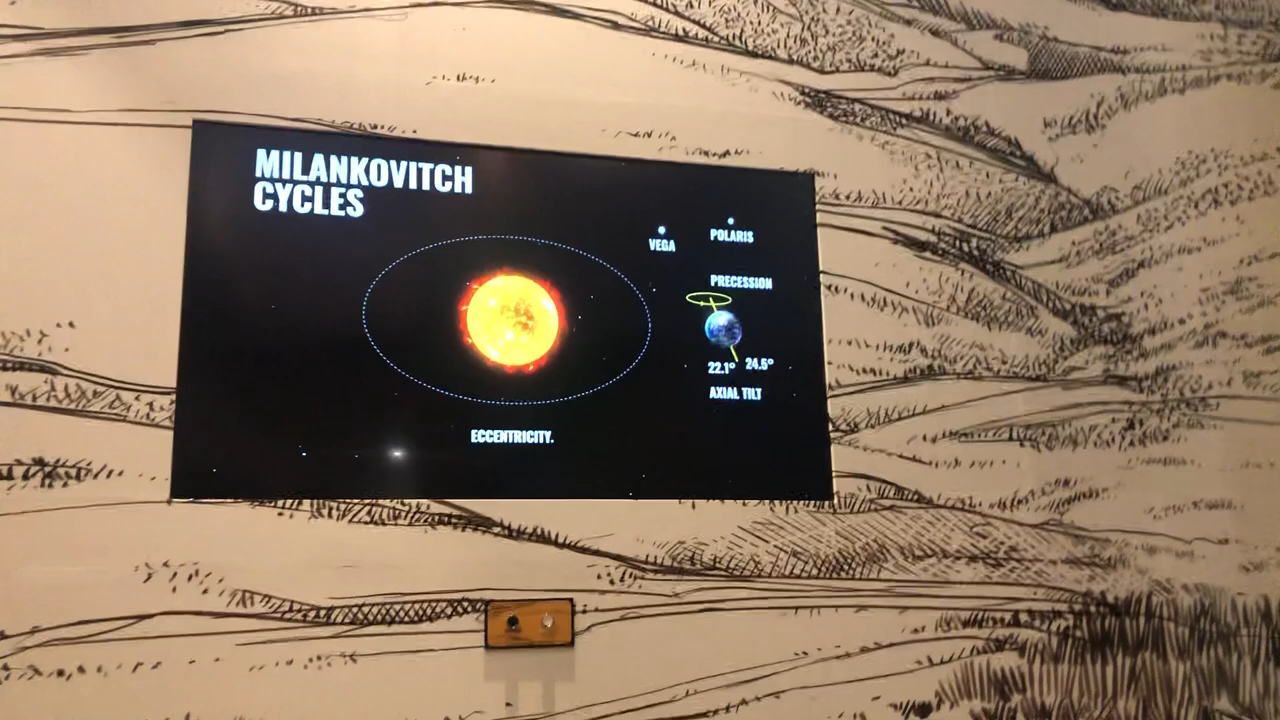 MILANKOVITCH
CYCLES
VEGA
POLARIS
PRECESSION
22.1° 24.5°
AXIAL TILT
ECCENTRICITY.